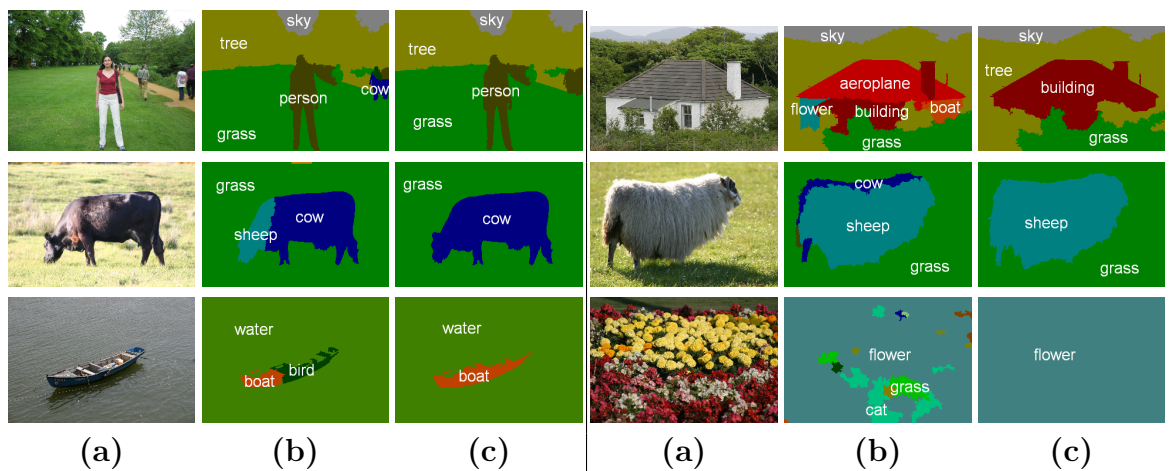 sky
tree
person
cow
grass
sky
tree
person
grass
grass
sheep
cow
grass
cow
water
boat
bird
water
boat
(a) (b) (c)
sky
aeroplane
flower
building
boat
grass
sky
tree
building
grass
cow
sheep
grass
sheep
grass
flower
grass
cat
flower
(a) (b) (c)